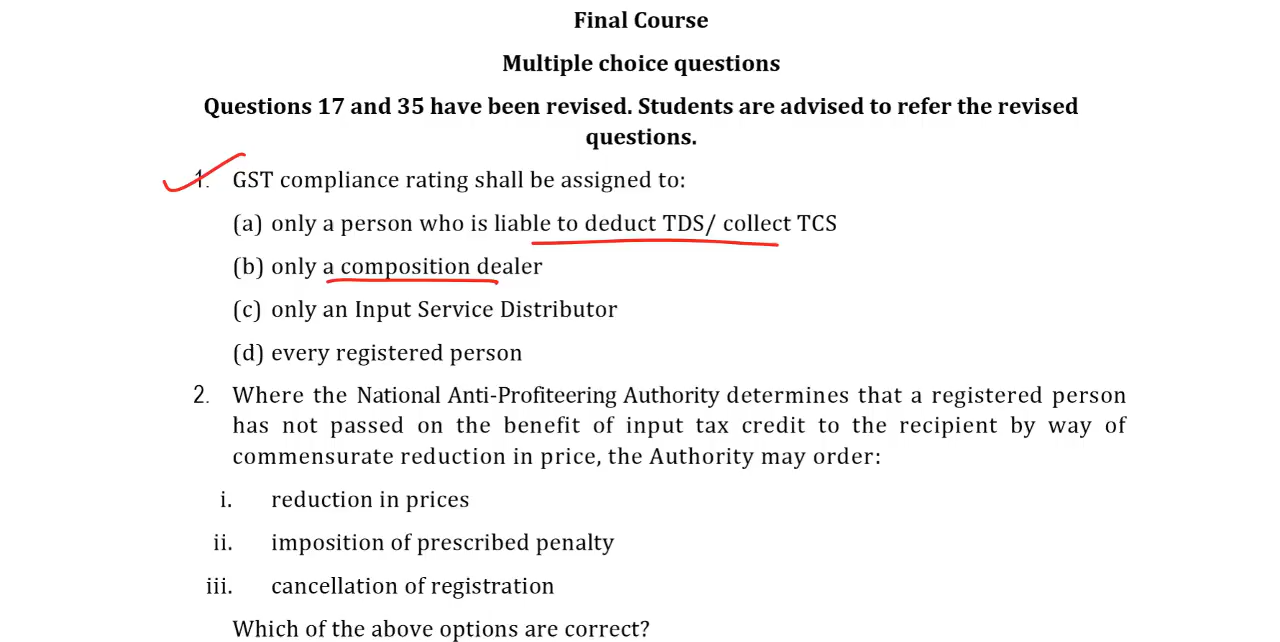 Final Course
Multiple choice questions
Questions 17 and 35 have been revised. Students are advised to refer the revised
questions.
1. GST compliance rating shall be assigned to:
(a) only a person who is liable to deduct TDS/ collect TCS
(b) only a composition dealer
(c) only an Input Service Distributor
(d) every registered person
2. Where the National Anti-Profiteering Authority determines that a registered person
has not passed on the benefit of input tax credit to the recipient by way of
commensurate reduction in price, the Authority may order:
i. reduction in prices
ii. imposition of prescribed penalty
iii. cancellation of registration
Which of the above options are correct?